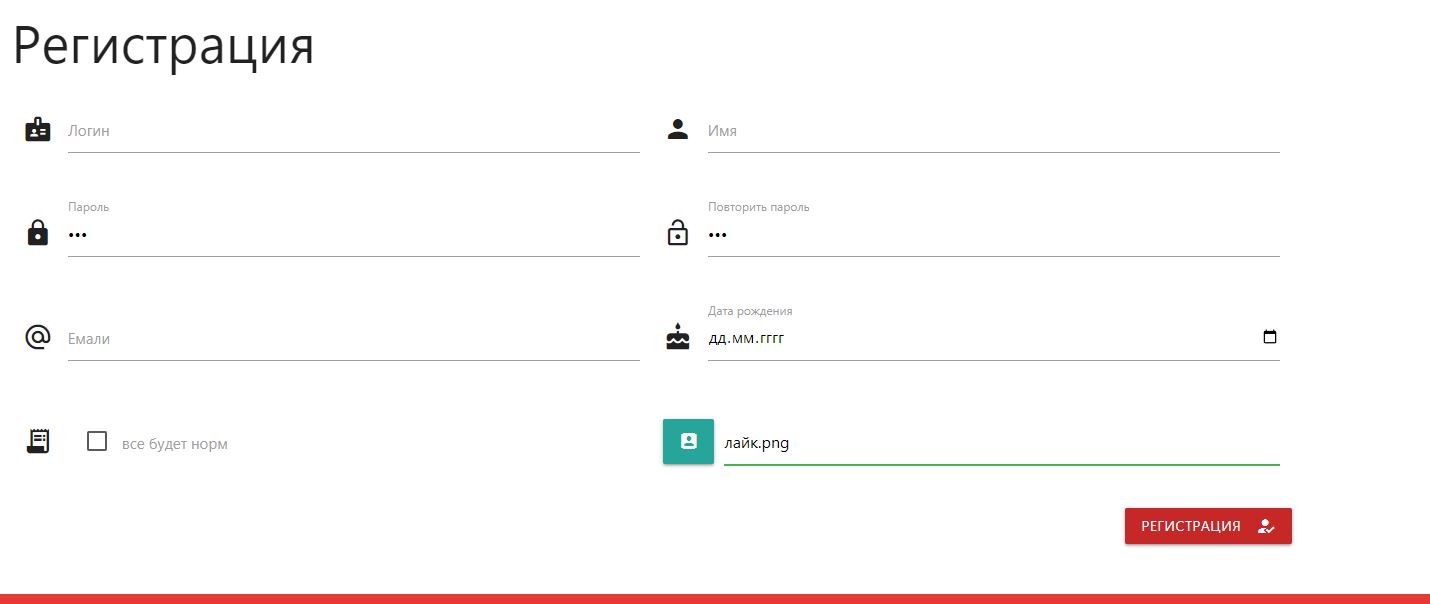 Регистрация
Логин
Имя
Пароль
•••
Повторить пароль
•••
Емали
Дата рождения
дд.мм.гггг
все будет норм
лайк.png
РЕГИСТРАЦИЯ